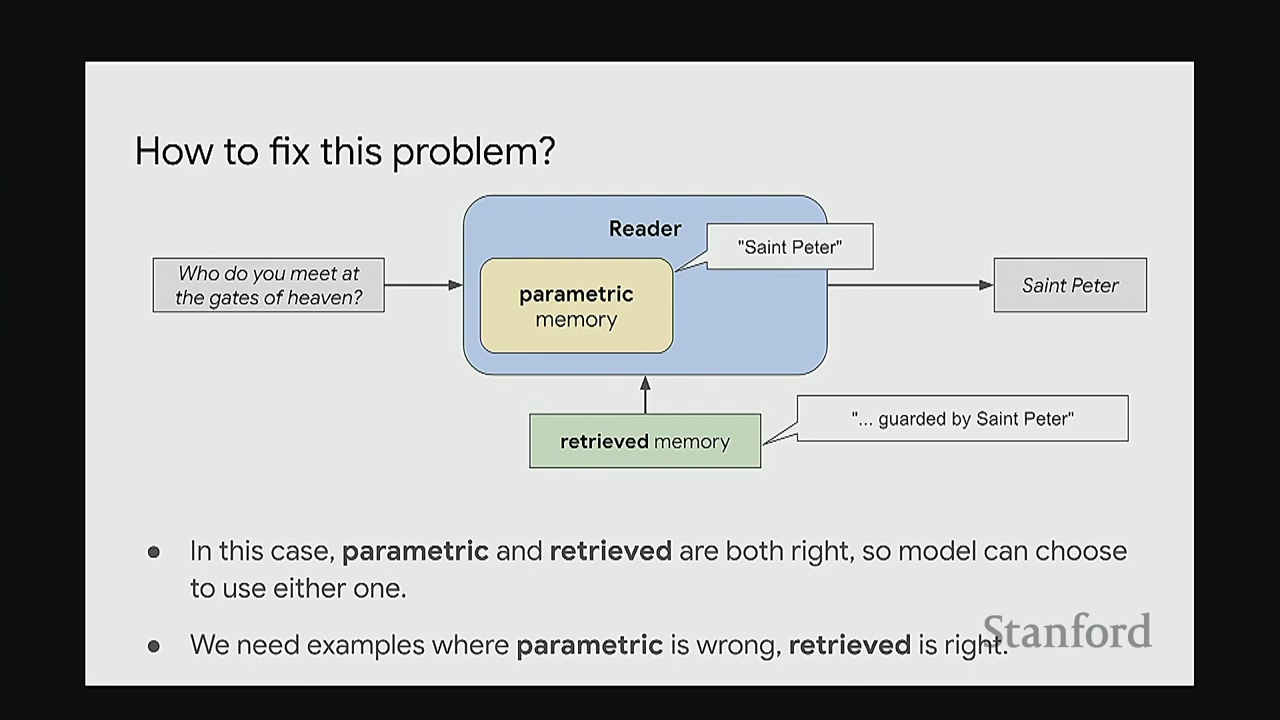 How to fix this problem?
Reader
"Saint Peter"
Who do you meet at
the gates of heaven?
parametric
memory
Saint Peter
retrieved memory
"... guarded by Saint Peter"
● In this case, parametric and retrieved are both right, so model can choose
to use either one.
● We need examples where parametric is wrong, retrieved is right.
Stanford